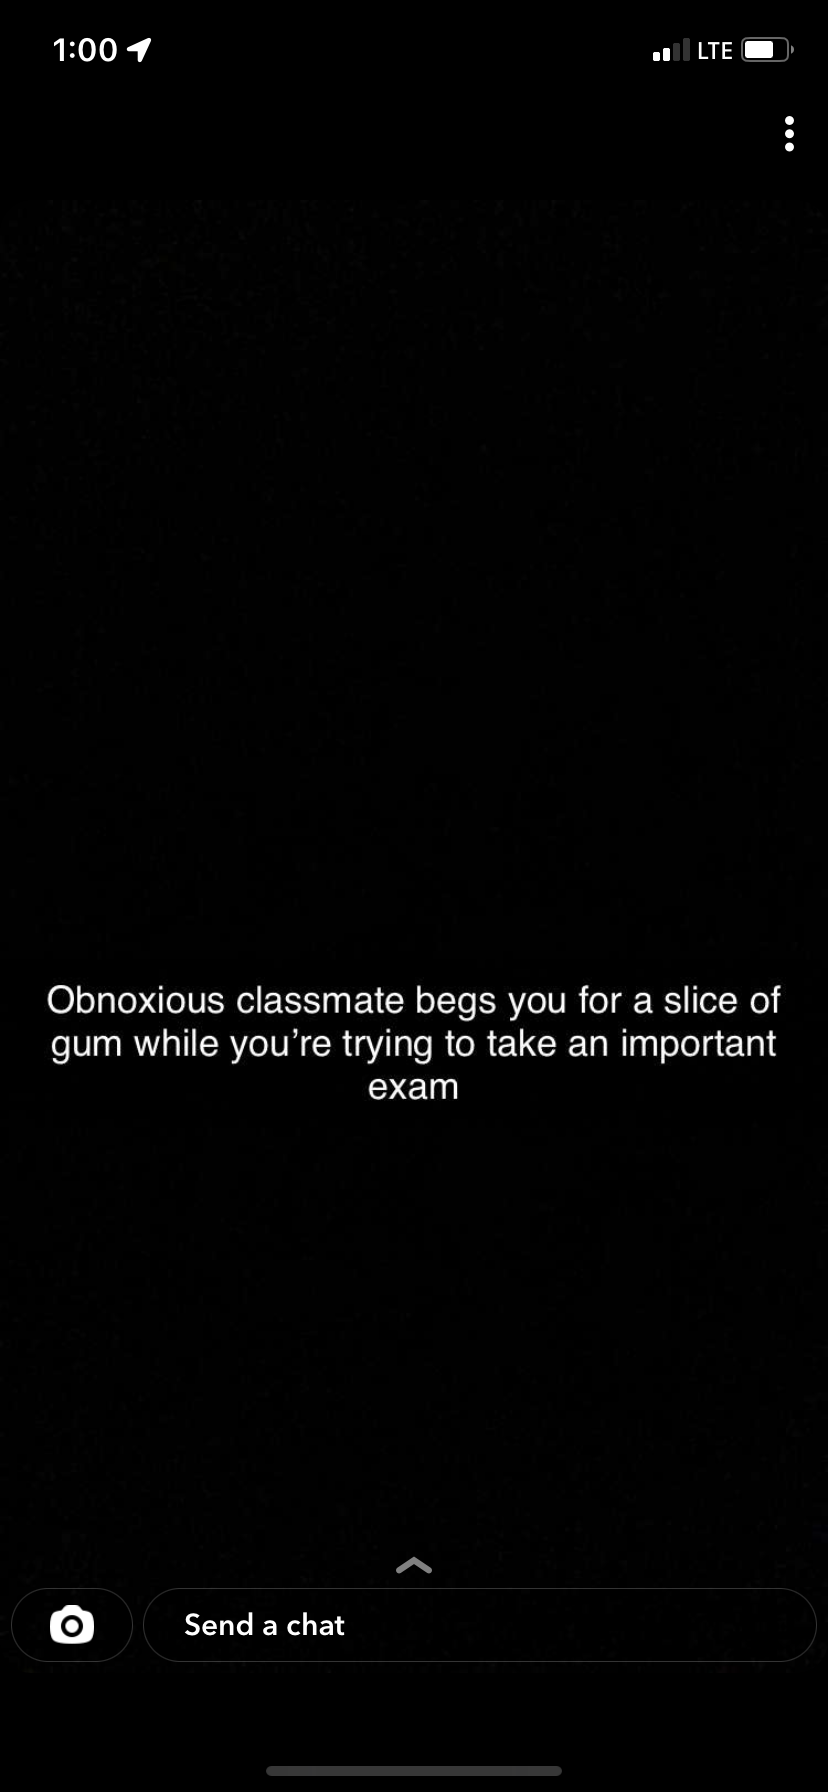 1:00 LTE
Obnoxious classmate begs you for a slice of
gum while you’re trying to take an important
exam
Send a chat